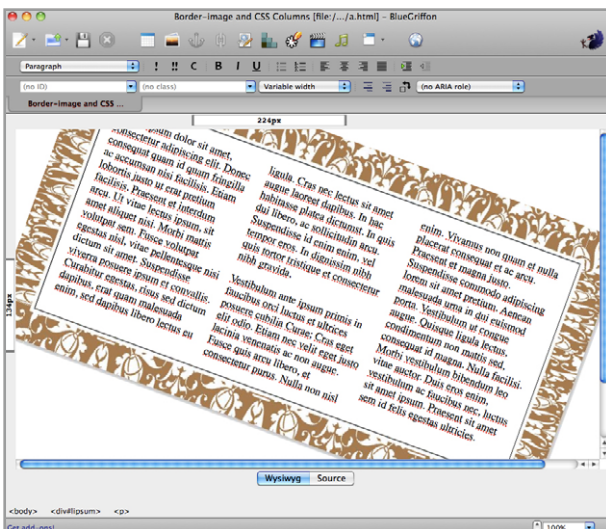 Border-image and CSS Columns [file:/.../a.html] – BlueGriffon
Paragraph ! !! C B I U
(no ID) (no class) Variable width (no ARIA role)
Border-image and CSS ...
224px
134px
dolor sit amet,
consectetur adipiscing elit. Donec
consequat quam id quam fringilla
ac accumsan nisi facilisis. Etiam
lobortis justo ut erat pretium
facilisis. Praesent et interdum
arcu. Ut vitae lectus ipsum, sit
amet aliquet nisl. Morbi mattis
volutpat sem. Fusce volutpat
egestas nisl, vitae pellentesque nisi
dictum sit amet. Suspendisse
viverra posuere ipsum et convallis.
Curabitur egestas, risus sed dictum
dapibus, erat quam malesuada
enim, sed dapibus libero lectus eu
ligula. Cras nec lectus sit amet
augue laoreet dapibus. In hac
habitasse platea dictumst. In quis
dui libero, ac sollicitudin arcu.
Suspendisse id enim enim, vel
tempor eros. In dignissim nibh
quis tortor tristique et consectetur
nibh gravida.
Vestibulum ante ipsum primis in
faucibus orci luctus et ultrices
posuere cubilia Curae; Cras eget
elit odio. Etiam nec velit eget justo
lacinia venenatis ac non augue.
Fusce quis arcu libero, et
consectetur purus. Nulla non nisl
enim. Vivamus non quam et nulla
placerat consequat et ac arcu.
Praesent et magna justo.
Suspendisse commodo adipiscing
lorem sit amet pretium. Aenean
malesuada urna in dui euismod
porta. Vestibulum ut congue
augue. Quisque ligula lectus,
condimentum non mattis sed,
consequat id magna. Nulla facilisi.
Morbi vestibulum bibendum leo
vitae auctor. Duis eros enim,
vestibulum ac faucibus nec, luctus
sit amet ipsum. Praesent sit amet
sem id felis egestas ultricies.
Wysiwyg Source
<body> <div#lipsum> <p>
Get add-ons! 100%